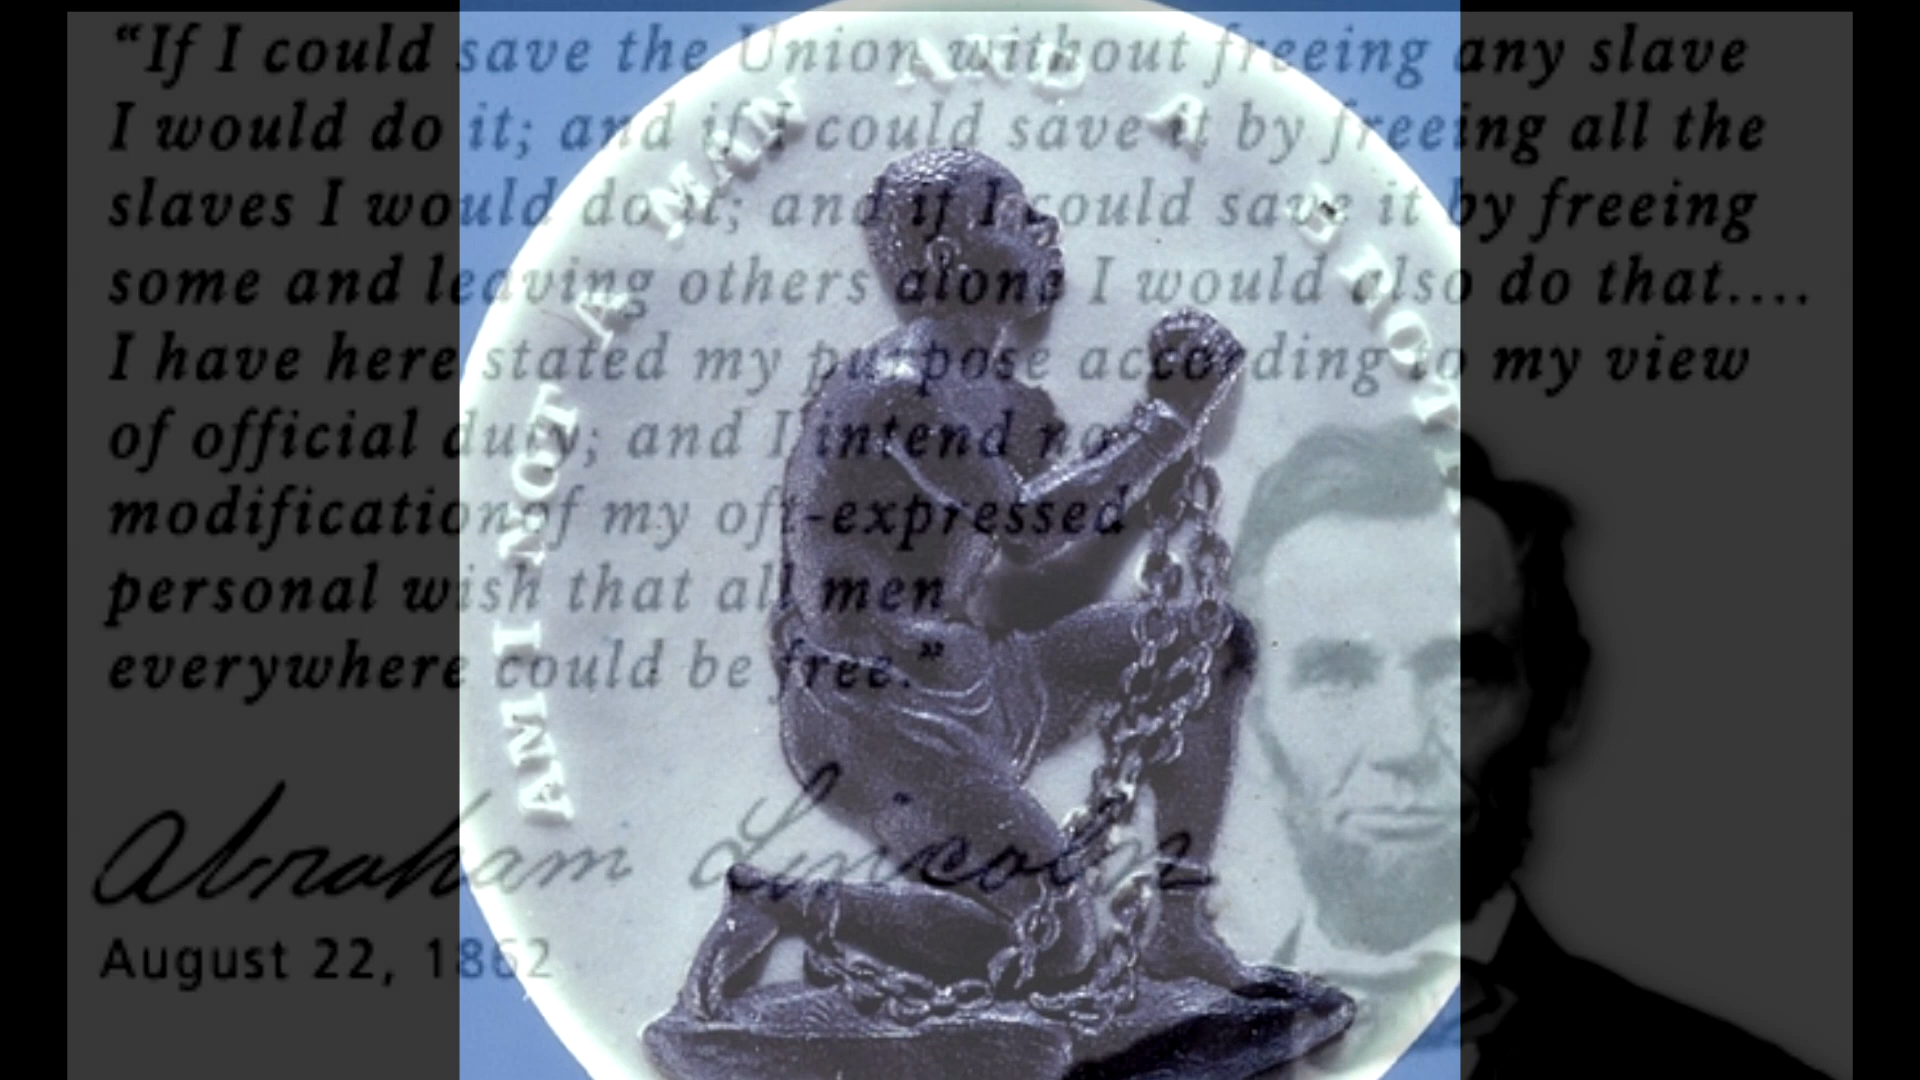 “If I could save the Union without freeing any slave
I would do it; and if I could save it by freeing all the
slaves I would do it; and if I could save it by freeing
some and leaving others alone I would also do that....
I have here stated my purpose according to my view
of official duty; and I intend no
modification of my oft-expressed
personal wish that all men
everywhere could be free.”
Abraham Lincoln
August 22, 1862
AM I NOT A MAN AND A BROT